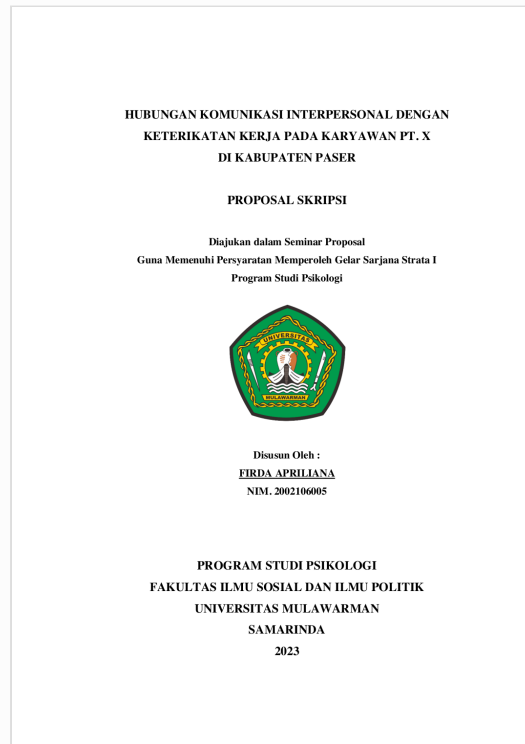 HUBUNGAN KOMUNIKASI INTERPERSONAL DENGAN
KETERIKATAN KERJA PADA KARYAWAN PT. X
DI KABUPATEN PASER
PROPOSAL SKRIPSI
Diajukan dalam Seminar Proposal
Guna Memenuhi Persyaratan Memperoleh Gelar Sarjana Strata I
Program Studi Psikologi
UNIVERSITAS
MULAWARMAN
Disusun Oleh :
FIRDA APRILIANA
NIM. 2002106005
PROGRAM STUDI PSIKOLOGI
FAKULTAS ILMU SOSIAL DAN ILMU POLITIK
UNIVERSITAS MULAWARMAN
SAMARINDA
2023